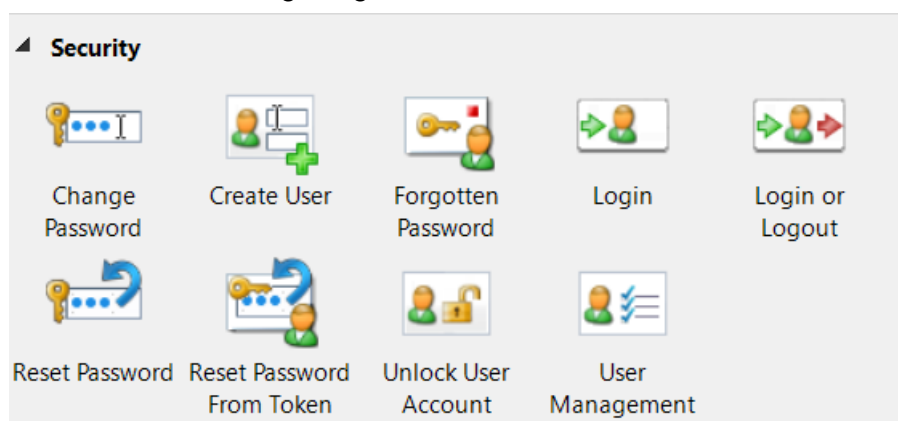 Security
Change Password
Create User
Forgotten Password
Login
Login or Logout
Reset Password
Reset Password From Token
Unlock User Account
User Management